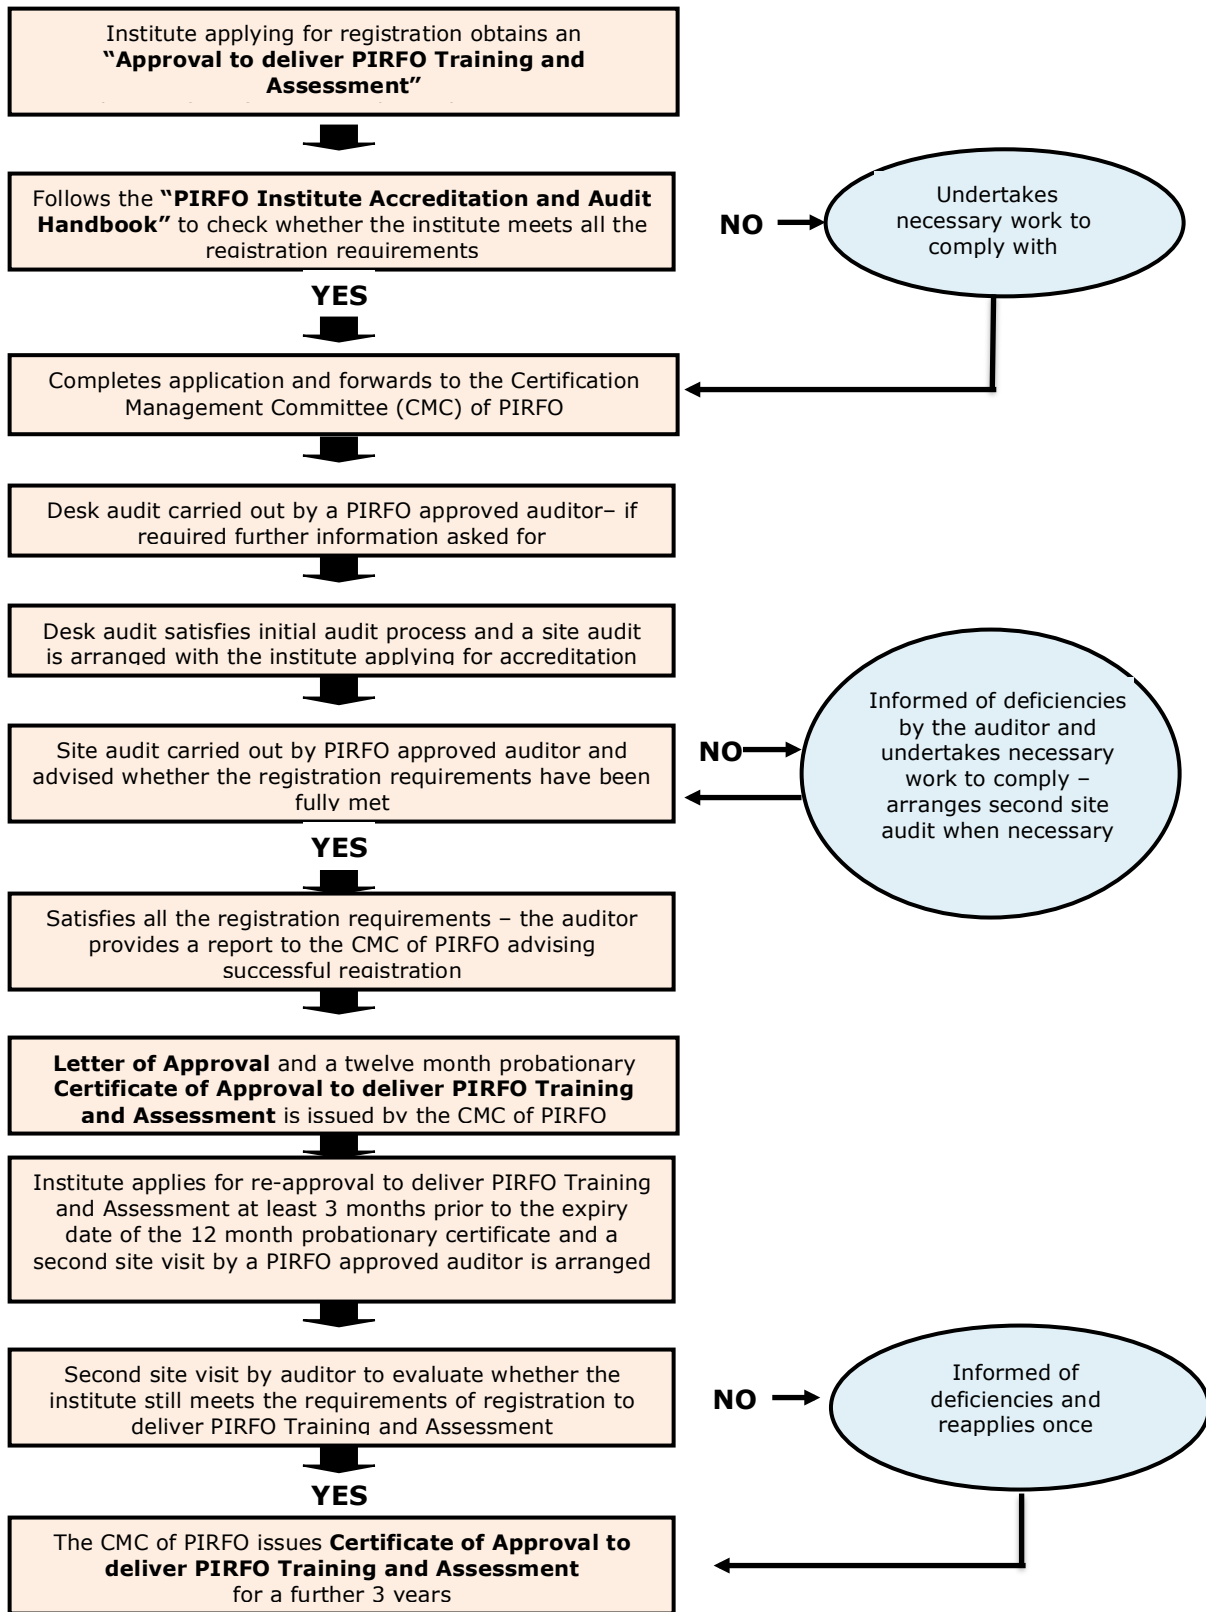 Institute applying for registration obtains an
“Approval to deliver PIRFO Training and
Assessment”
Follows the “PIRFO Institute Accreditation and Audit
Handbook” to check whether the institute meets all the
registration requirements
NO
Undertakes
necessary work to
comply with
YES
Completes application and forwards to the Certification
Management Committee (CMC) of PIRFO
Desk audit carried out by a PIRFO approved auditor– if
required further information asked for
Desk audit satisfies initial audit process and a site audit
is arranged with the institute applying for accreditation
Site audit carried out by PIRFO approved auditor and
advised whether the registration requirements have been
fully met
NO
Informed of deficiencies
by the auditor and
undertakes necessary
work to comply –
arranges second site
audit when necessary
YES
Satisfies all the registration requirements – the auditor
provides a report to the CMC of PIRFO advising
successful registration
Letter of Approval and a twelve month probationary
Certificate of Approval to deliver PIRFO Training
and Assessment is issued by the CMC of PIRFO
Institute applies for re-approval to deliver PIRFO Training
and Assessment at least 3 months prior to the expiry
date of the 12 month probationary certificate and a
second site visit by a PIRFO approved auditor is arranged
Second site visit by auditor to evaluate whether the
institute still meets the requirements of registration to
deliver PIRFO Training and Assessment
NO
Informed of
deficiencies and
reapplies once
YES
The CMC of PIRFO issues Certificate of Approval to
deliver PIRFO Training and Assessment
for a further 3 years